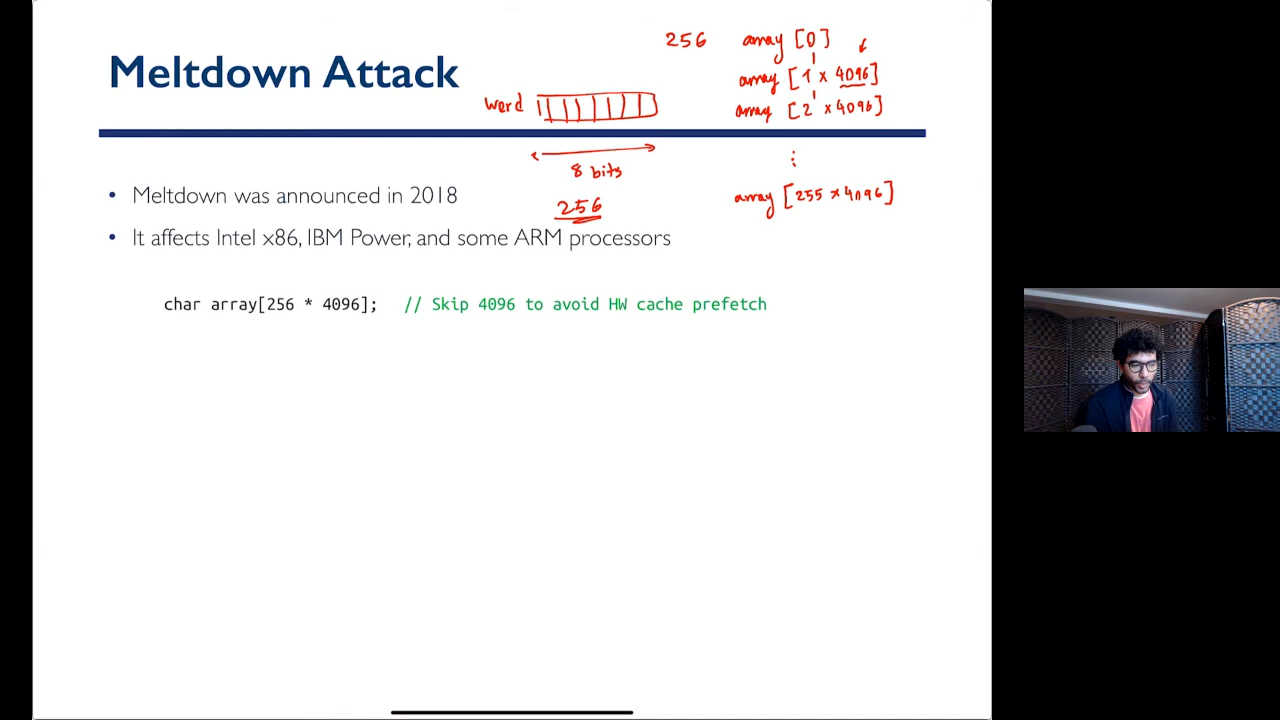 256 array [0]
Meltdown Attack
array [1 × 4096]
word
array [2 × 4096]
8 bits
⋮
Meltdown was announced in 2018
array [255 × 4096]
256
It affects Intel x86, IBM Power, and some ARM processors
char array[256 * 4096]; // Skip 4096 to avoid HW cache prefetch